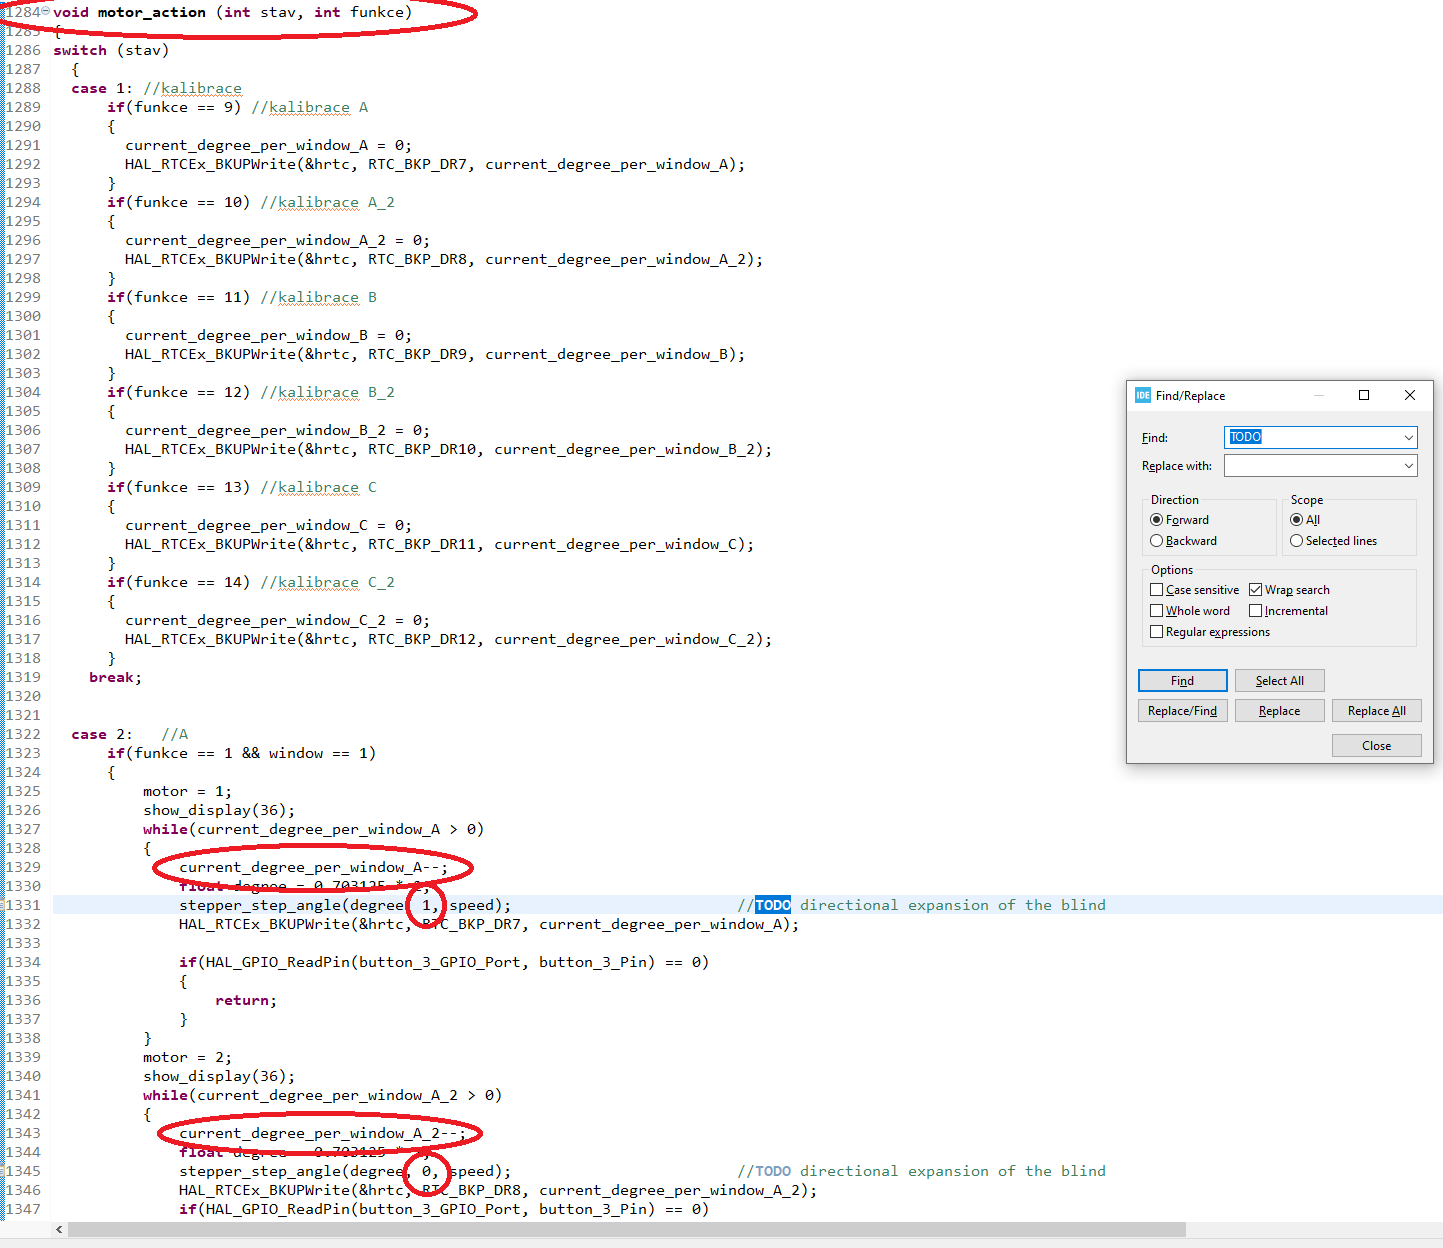 1284 void motor_action (int stav, int funkce)
1285 {
1286 switch (stav)
1287 {
1288 case 1: //kalibrace
1289 if(funkce == 9) //kalibrace A
1290 {
1291 current_degree_per_window_A = 0;
1292 HAL_RTCEx_BKUPWrite(&hrtc, RTC_BKP_DR7, current_degree_per_window_A);
1293 }
1294 if(funkce == 10) //kalibrace A_2
1295 {
1296 current_degree_per_window_A_2 = 0;
1297 HAL_RTCEx_BKUPWrite(&hrtc, RTC_BKP_DR8, current_degree_per_window_A_2);
1298 }
1299 if(funkce == 11) //kalibrace B
1300 {
1301 current_degree_per_window_B = 0;
1302 HAL_RTCEx_BKUPWrite(&hrtc, RTC_BKP_DR9, current_degree_per_window_B);
1303 }
1304 if(funkce == 12) //kalibrace B_2
1305 {
1306 current_degree_per_window_B_2 = 0;
1307 HAL_RTCEx_BKUPWrite(&hrtc, RTC_BKP_DR10, current_degree_per_window_B_2);
1308 }
1309 if(funkce == 13) //kalibrace C
1310 {
1311 current_degree_per_window_C = 0;
1312 HAL_RTCEx_BKUPWrite(&hrtc, RTC_BKP_DR11, current_degree_per_window_C);
1313 }
1314 if(funkce == 14) //kalibrace C_2
1315 {
1316 current_degree_per_window_C_2 = 0;
1317 HAL_RTCEx_BKUPWrite(&hrtc, RTC_BKP_DR12, current_degree_per_window_C_2);
1318 }
1319 break;
1320
1321
1322 case 2: //A
1323 if(funkce == 1 && window == 1)
1324 {
1325 motor = 1;
1326 show_display(36);
1327 while(current_degree_per_window_A > 0)
1328 {
1329 current_degree_per_window_A--;
1330 float degree = 0.703125 *
1331 stepper_step_angle(degree, 1, speed); //TODO directional expansion of the blind
1332 HAL_RTCEx_BKUPWrite(&hrtc, RTC_BKP_DR7, current_degree_per_window_A);
1333
1334 if(HAL_GPIO_ReadPin(button_3_GPIO_Port, button_3_Pin) == 0)
1335 {
1336 return;
1337 }
1338 }
1339 motor = 2;
1340 show_display(36);
1341 while(current_degree_per_window_A_2 > 0)
1342 {
1343 current_degree_per_window_A_2--;
1344 float degree = 0.703125 *
1345 stepper_step_angle(degree, 0, speed); //TODO directional expansion of the blind
1346 HAL_RTCEx_BKUPWrite(&hrtc, RTC_BKP_DR8, current_degree_per_window_A_2);
1347 if(HAL_GPIO_ReadPin(button_3_GPIO_Port, button_3_Pin) == 0)
IDE Find/Replace
Find: TODO
Replace with:
Direction
Scope
Forward
All
Backward
Selected lines
Options
Case sensitive
Wrap search
Whole word
Incremental
Regular expressions
Find
Select All
Replace/Find
Replace
Replace All
Close